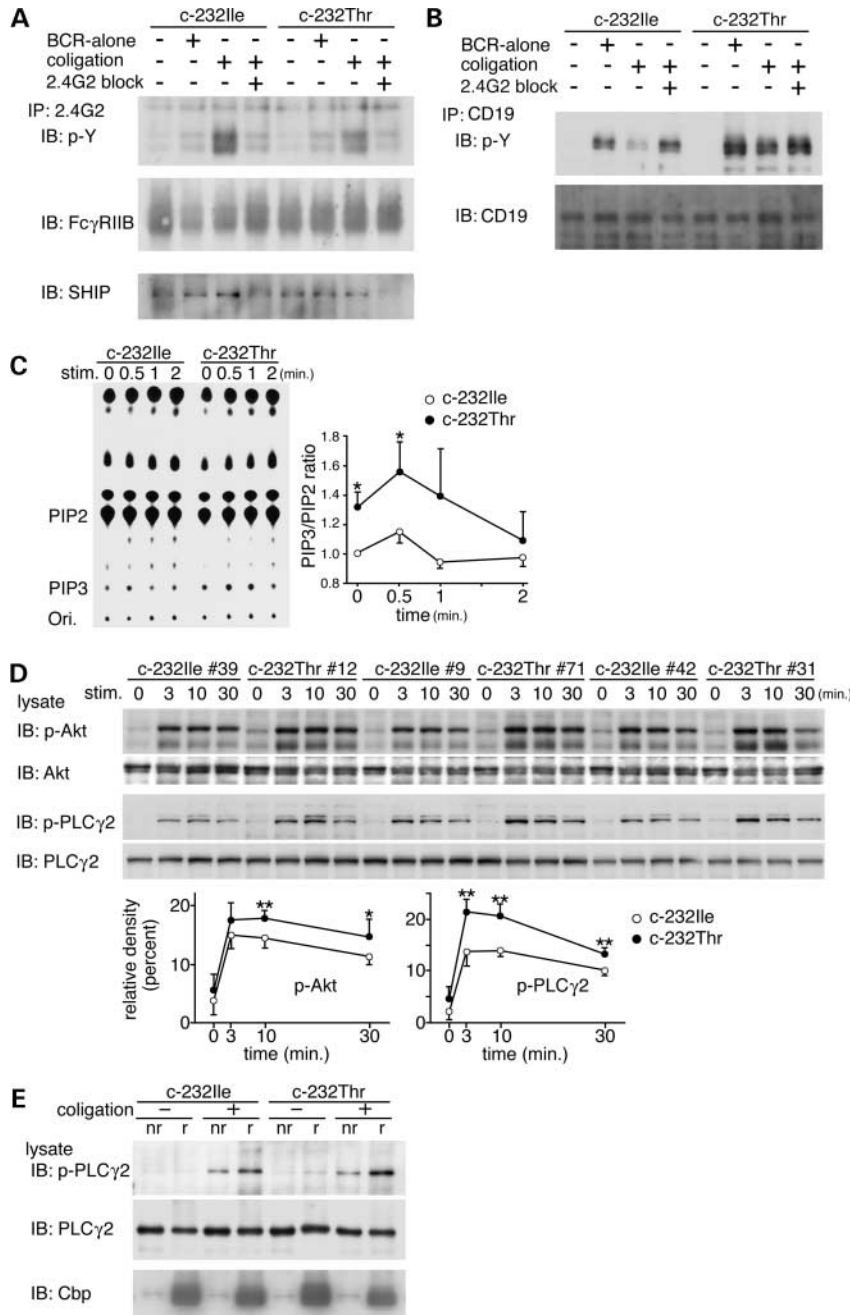 A
c-232Ile c-232Thr
BCR-alone - + - - - + - -
coligation - - + + - - + +
2.4G2 block - - - + - - - +
IP: 2.4G2
IB: p-Y
IB: FcγRIIB
IB: SHIP
B
c-232Ile c-232Thr
BCR-alone - + - - - + - -
coligation - - + + - - + +
2.4G2 block - - - + - - - +
IP: CD19
IB: p-Y
IB: CD19
C
c-232Ile c-232Thr
stim. 0 0.5 1 2 0 0.5 1 2 (min.)
PIP2
PIP3
Ori.
c-232Ile
c-232Thr
PIP3/PIP2 ratio
1.8
1.6
1.4
1.2
1.0
0.8
* *
0 0.5 1 2
time (min.)
D
c-232Ile #39 c-232Thr #12 c-232Ile #9 c-232Thr #71 c-232Ile #42 c-232Thr #31
stim. 0 3 10 30 0 3 10 30 0 3 10 30 0 3 10 30 0 3 10 30 0 3 10 30 (min.)
lysate
IB: p-Akt
IB: Akt
IB: p-PLCγ2
IB: PLCγ2
relative density
(percent)
20
10
0
** *
p-Akt
0 3 10 30
time (min.)
20
10
0
** ** **
p-PLCγ2
0 3 10 30
time (min.)
c-232Ile
c-232Thr
E
c-232Ile c-232Thr
coligation − + − +
nr r nr r nr r nr r
lysate
IB: p-PLCγ2
IB: PLCγ2
IB: Cbp